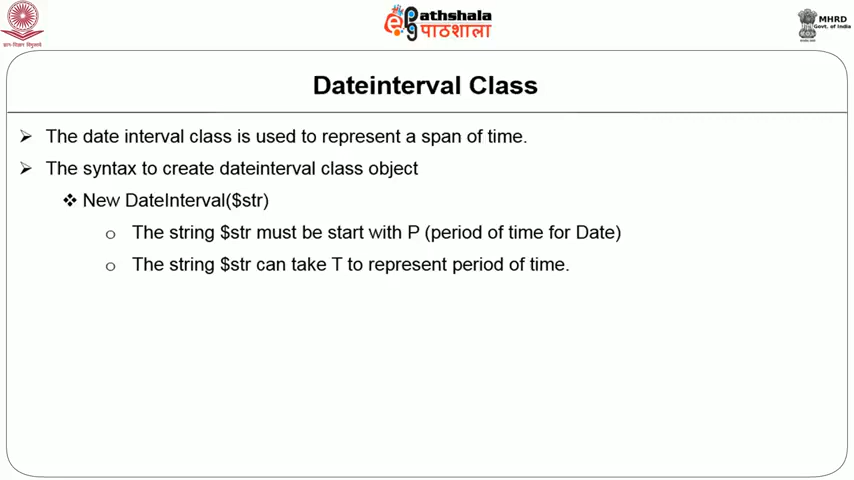 ePG Pathshala
पाठशाला
MHRD
Govt. of India
Dateinterval Class
The date interval class is used to represent a span of time.
The syntax to create dateinterval class object
New DateInterval($str)
The string $str must be start with P (period of time for Date)
The string $str can take T to represent period of time.